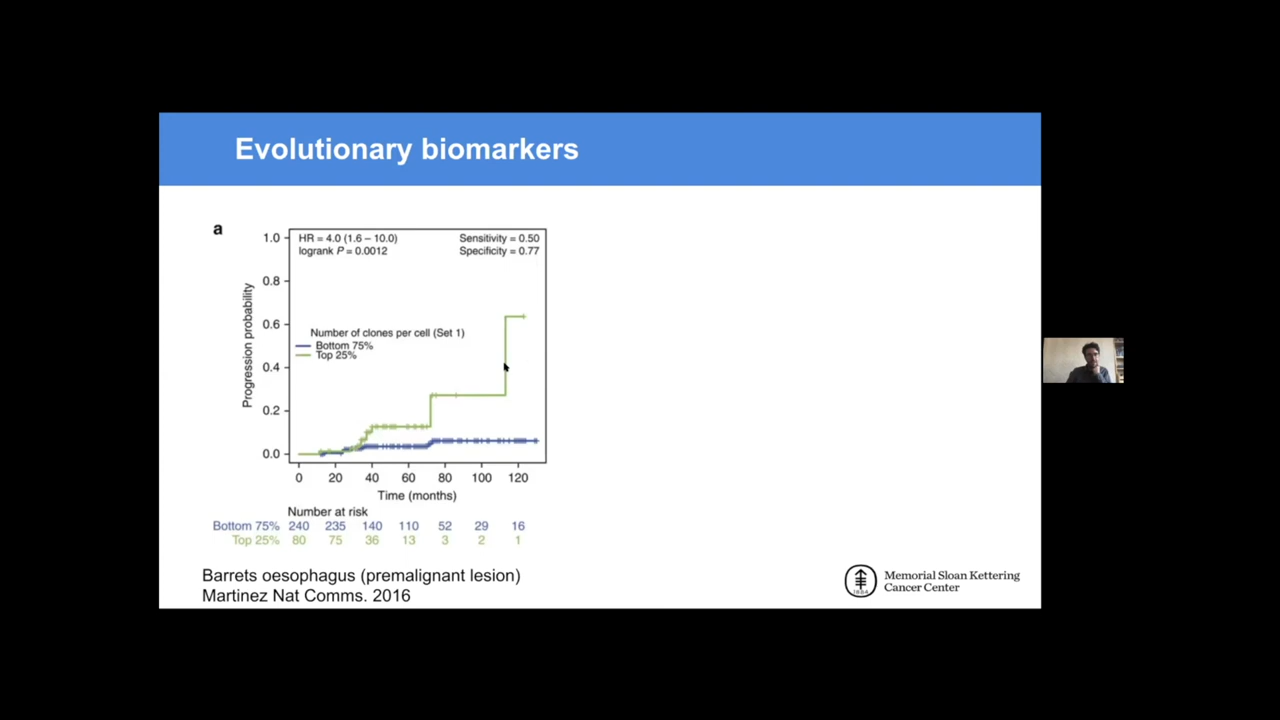 Evolutionary biomarkers
a
HR = 4.0 (1.6 – 10.0)
logrank P = 0.0012
Sensitivity = 0.50
Specificity = 0.77
Number of clones per cell (Set 1)
Bottom 75%
Top 25%
Progression probability
1.0
0.8
0.6
0.4
0.2
0.0
0 20 40 60 80 100 120
Time (months)
Number at risk
Bottom 75% 240 235 140 110 52 29 16
Top 25% 80 75 36 13 3 2 1
Barrets oesophagus (premalignant lesion)
Martinez Nat Comms. 2016
Memorial Sloan Kettering
Cancer Center